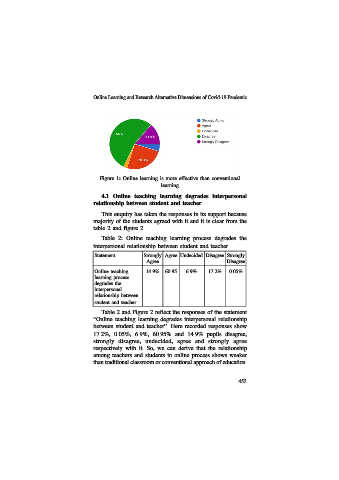 Online Learning and Research Alternative Dimensions of Covid-19 Pandemic
Strongly Agree
Agree
Undecided
Disagree
Strongly Disagree
Figure 1: Online learning is more effective than conventional
learning
4.1 Online teaching learning degrades interpersonal
relationship between student and teacher
This enquiry has taken the responses in its support because
majority of the students agreed with it and it is clear from the
table 2 and figure 2
Table 2: Online teaching learning process degrades the
interpersonal relationship between student and teacher
Statement Strongly Agree Undecided Disagree Strongly
Agree Disagree
Online teaching 14.9% 60.95 6.9% 17.2% 0.05%
learning process
degrades the
interpersonal
relationship between
student and teacher
Table 2 and Figure 2 reflect the responses of the statement
"Online teaching learning degrades interpersonal relationship
between student and teacher" Here recorded responses show
17.2%, 0.05%, 6.9%, 60.95% and 14.9% pupils disagree,
strongly disagree, undecided, agree and strongly agree
respectively with it. So, we can derive that the relationship
among teachers and students in online process shows weaker
than traditional classroom or conventional approach of education
457